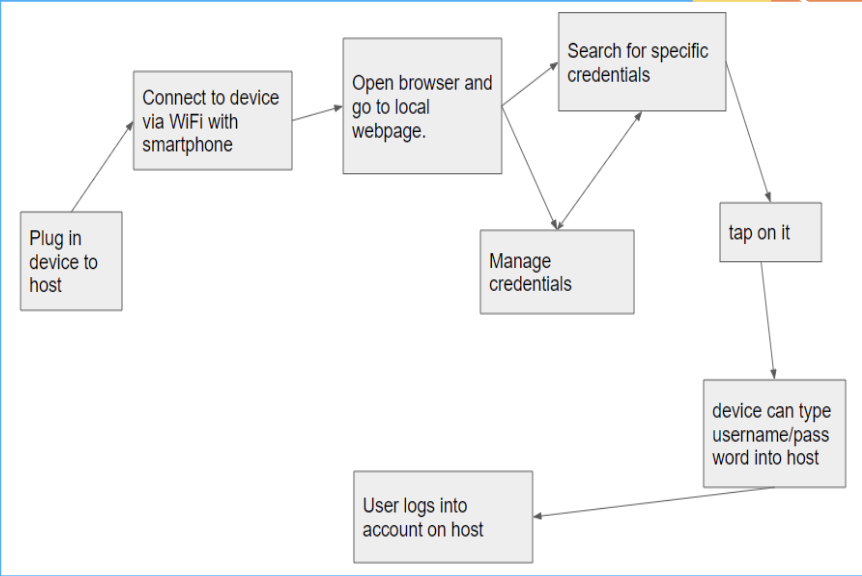 Plug in
device to
host
Connect to device
via WiFi with
smartphone
Open browser and
go to local
webpage.
Search for specific
credentials
Manage
credentials
tap on it
device can type
username/pass
word into host
User logs into
account on host